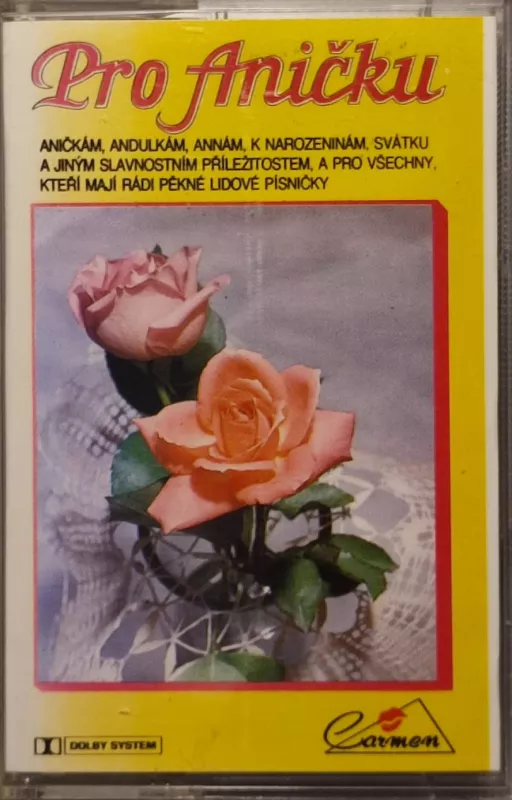 Pro Aničku
ANIČKÁM, ANDULKÁM, ANNÁM, K NAROZENINÁM, SVÁTKU
A JINÝM SLAVNOSTNÍM PŘÍLEŽITOSTEM, A PRO VŠECHNY,
KTEŘÍ MAJÍ RÁDI PĚKNÉ LIDOVÉ PÍSNIČKY
DOLBY SYSTEM
Carmen